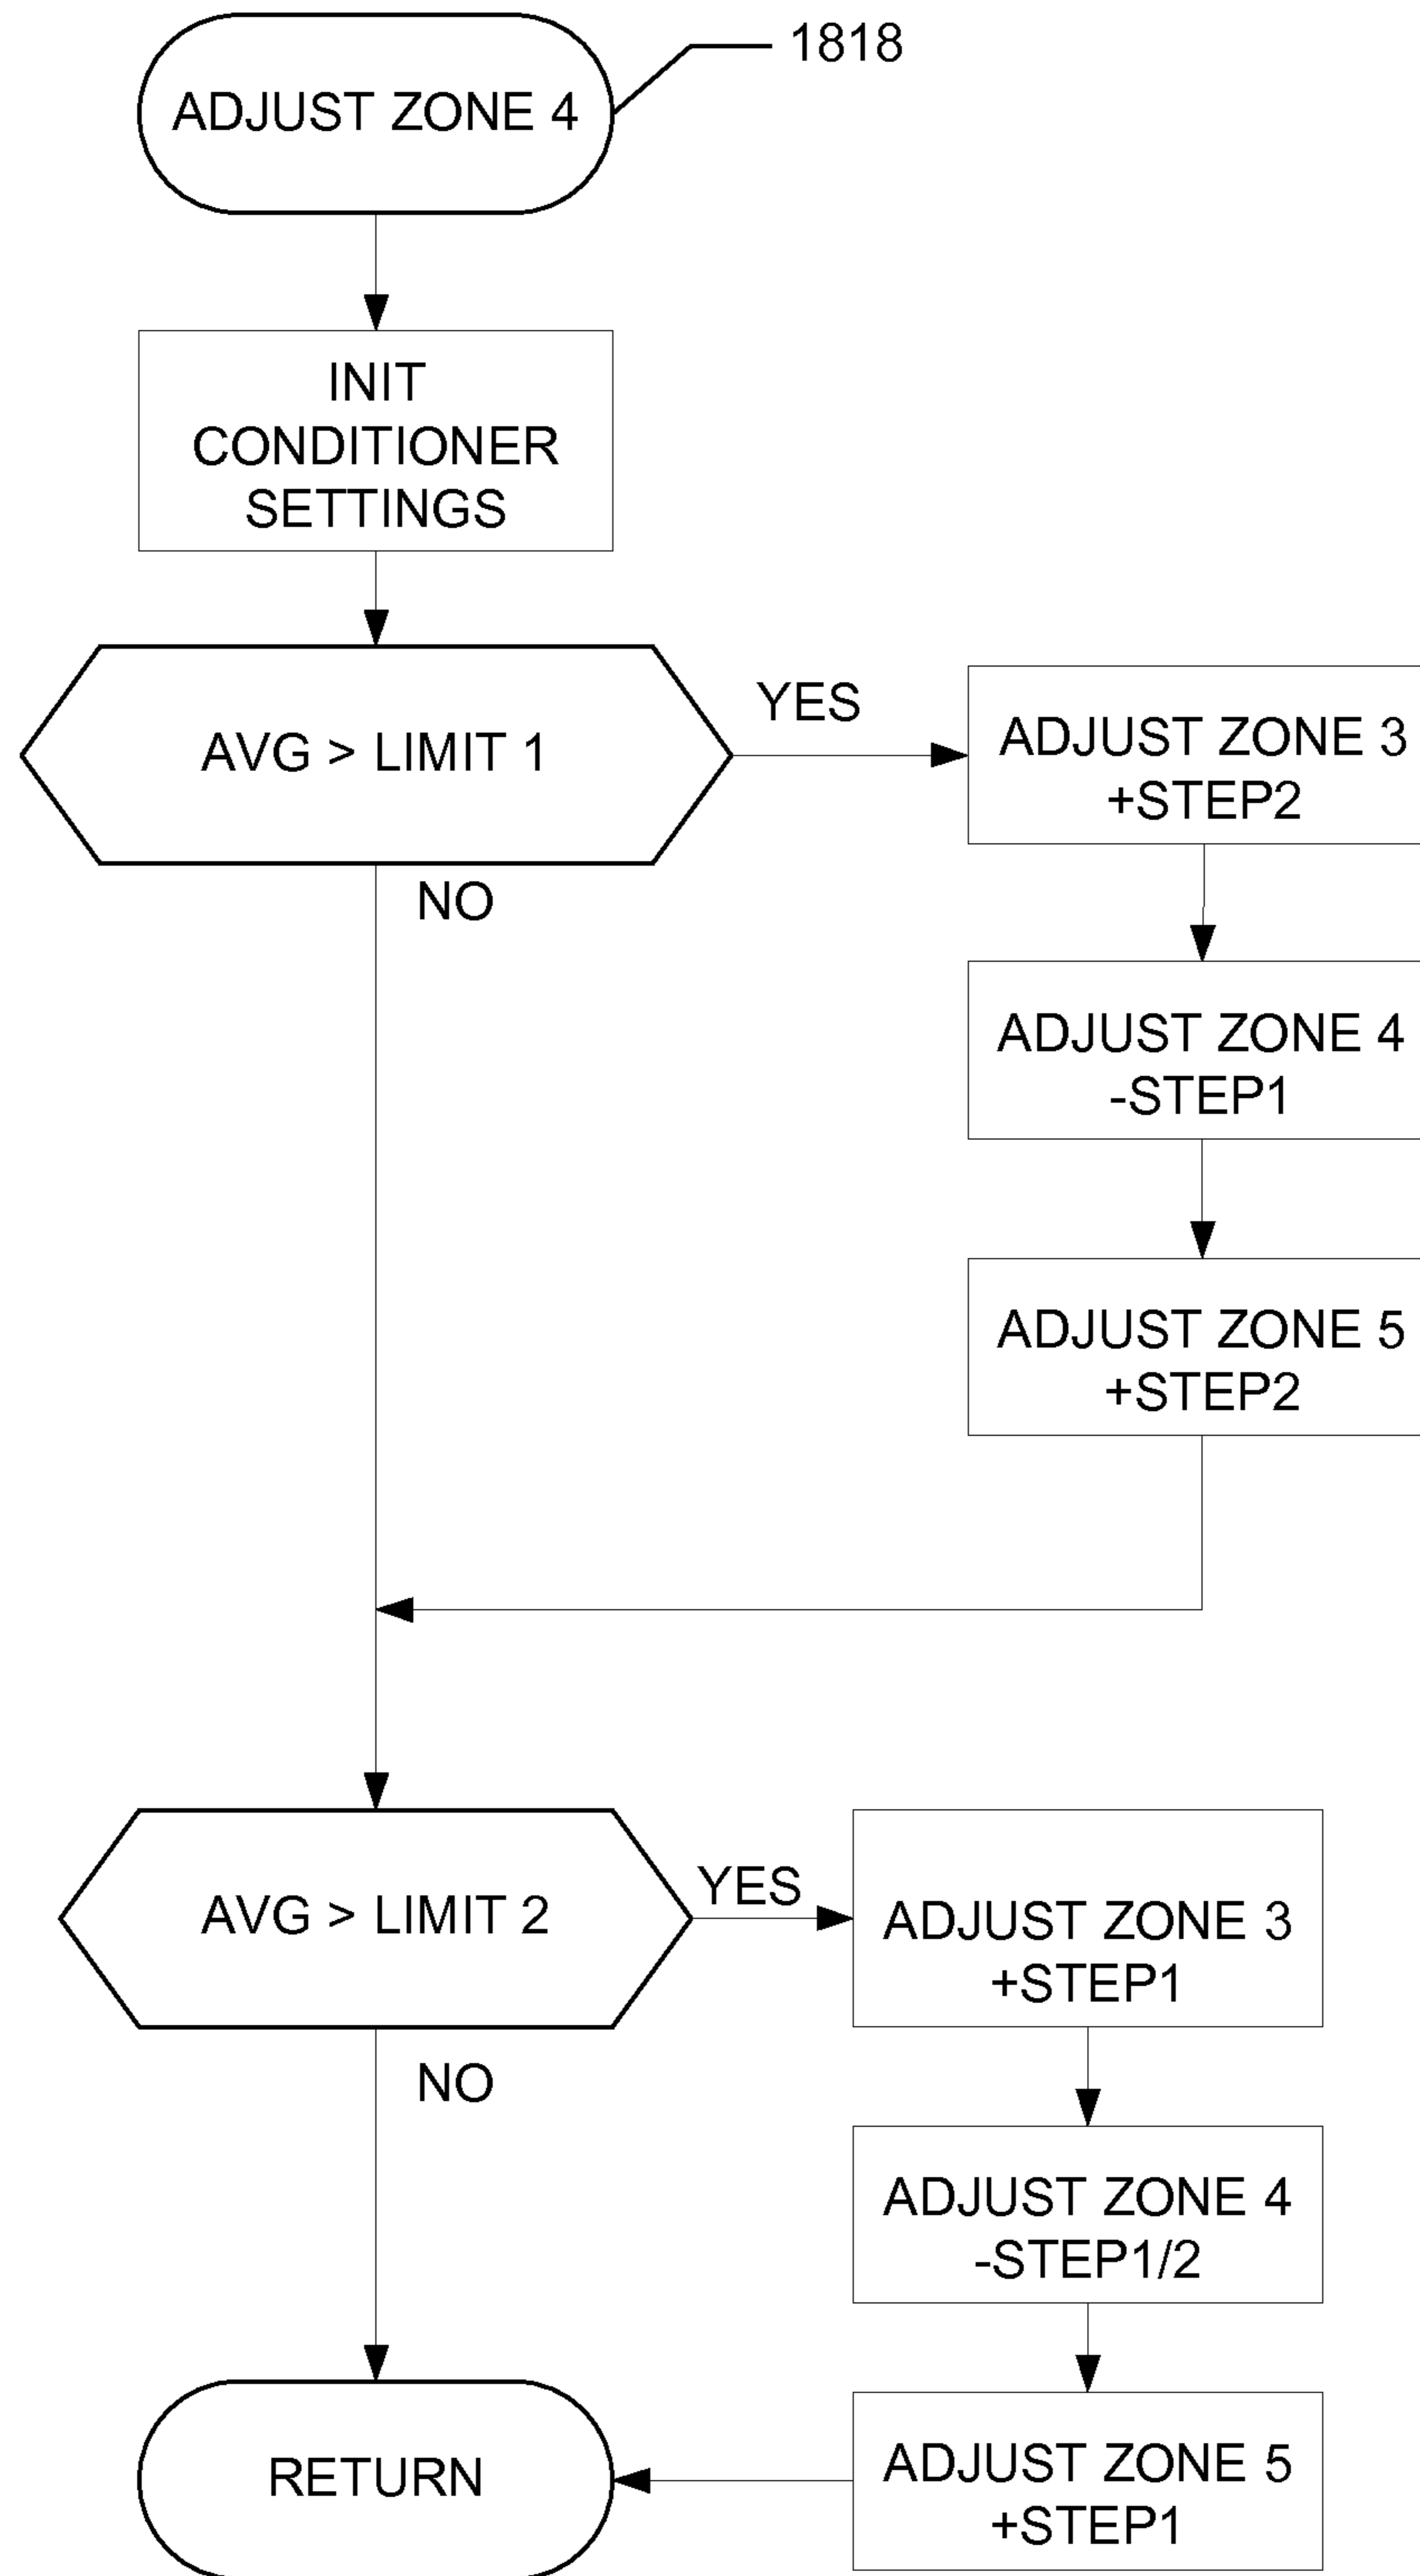 ADJUST ZONE 4
1818
INIT
CONDITIONER
SETTINGS
AVG > LIMIT 1
YES
NO
ADJUST ZONE 3
+STEP2
ADJUST ZONE 4
-STEP1
ADJUST ZONE 5
+STEP2
AVG > LIMIT 2
YES
NO
ADJUST ZONE 3
+STEP1
ADJUST ZONE 4
-STEP1/2
ADJUST ZONE 5
+STEP1
RETURN